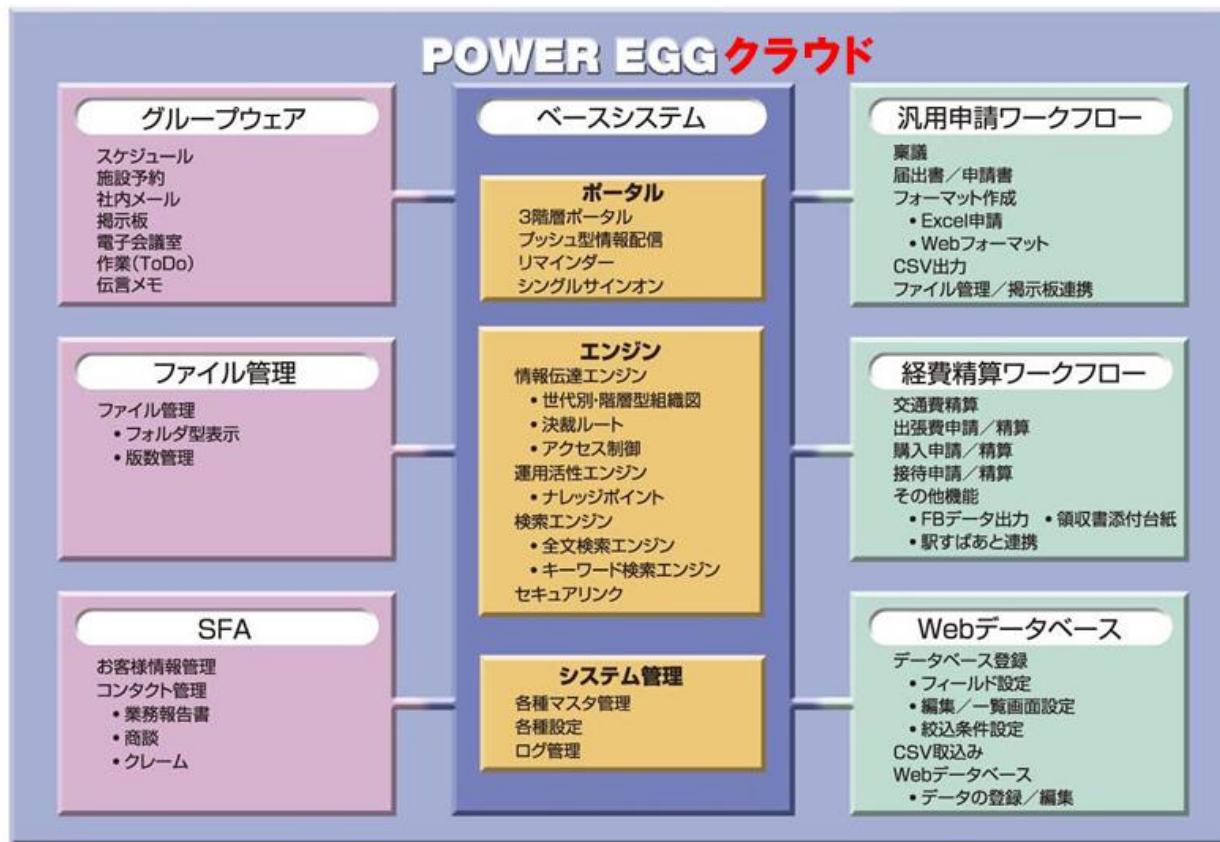 POWER EGG クラウド
グループウェア
スケジュール
施設予約
社内メール
掲示板
電子会議室
作業(ToDo)
伝言メモ
ファイル管理
ファイル管理
• フォルダ型表示
• 版数管理
SFA
お客様情報管理
コンタクト管理
• 業務報告書
• 商談
• クレーム
ベースシステム
ポータル
3階層ポータル
プッシュ型情報配信
リマインダー
シングルサインオン
エンジン
情報伝達エンジン
• 世代別・階層型組織図
• 決裁ルート
• アクセス制御
運用活性エンジン
• ナレッジポイント
検索エンジン
• 全文検索エンジン
• キーワード検索エンジン
セキュアリンク
システム管理
各種マスタ管理
各種設定
ログ管理
汎用申請ワークフロー
稟議
届出書／申請書
フォーマット作成
• Excel申請
• Webフォーマット
CSV出力
ファイル管理／掲示板連携
経費精算ワークフロー
交通費精算
出張費申請／精算
購入申請／精算
接待申請／精算
その他機能
• FBデータ出力 • 領収書添付台紙
• 駅すぱあと連携
Webデータベース
データベース登録
• フィールド設定
• 編集／一覧画面設定
• 絞込条件設定
CSV取込み
Webデータベース
• データの登録／編集